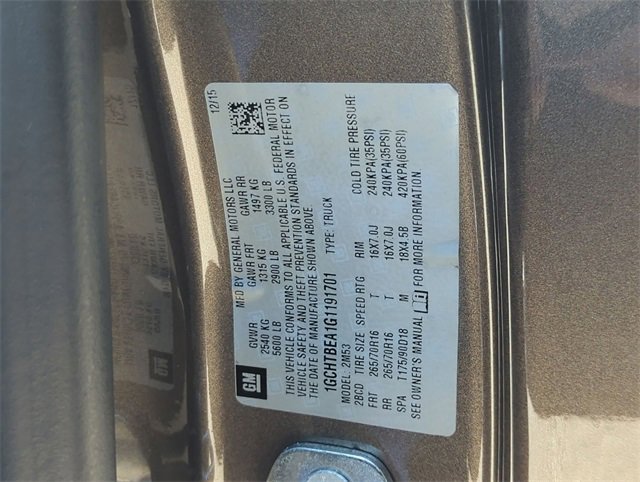 GM
MFD BY GENERAL MOTORS LLC
12/15
GVWR GAWR FRT GAWR RR
2540 KG 1315 KG 1497 KG
5600 LB 2900 LB 3300 LB
THIS VEHICLE CONFORMS TO ALL APPLICABLE U.S. FEDERAL MOTOR
VEHICLE SAFETY AND THEFT PREVENTION STANDARDS IN EFFECT ON
THE DATE OF MANUFACTURE SHOWN ABOVE.
1GCHTBEA1G1191701 TYPE: TRUCK
MODEL: 2M53
2BCD TIRE SIZE SPEED RTG RIM COLD TIRE PRESSURE
FRT 265/70R16 T 16X7.0J 240KPA(35PSI)
RR 265/70R16 T 16X7.0J 240KPA(35PSI)
SPA T175/90D18 M 18X4.5B 420KPA(60PSI)
SEE OWNER'S MANUAL FOR MORE INFORMATION.